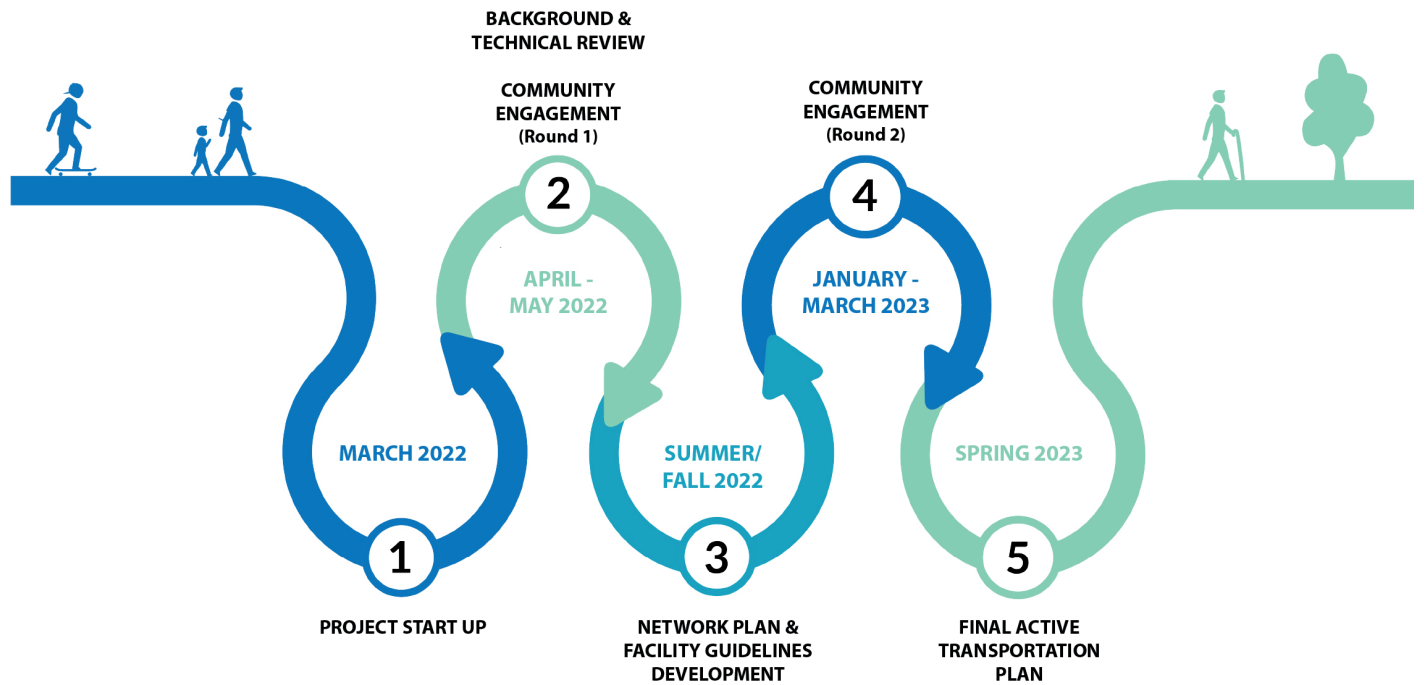 BACKGROUND &
TECHNICAL REVIEW
COMMUNITY
ENGAGEMENT
(Round 1)
2
APRIL -
MAY 2022
COMMUNITY
ENGAGEMENT
(Round 2)
4
JANUARY -
MARCH 2023
MARCH 2022
1
PROJECT START UP
SUMMER/
FALL 2022
3
NETWORK PLAN &
FACILITY GUIDELINES
DEVELOPMENT
SPRING 2023
5
FINAL ACTIVE
TRANSPORTATION
PLAN